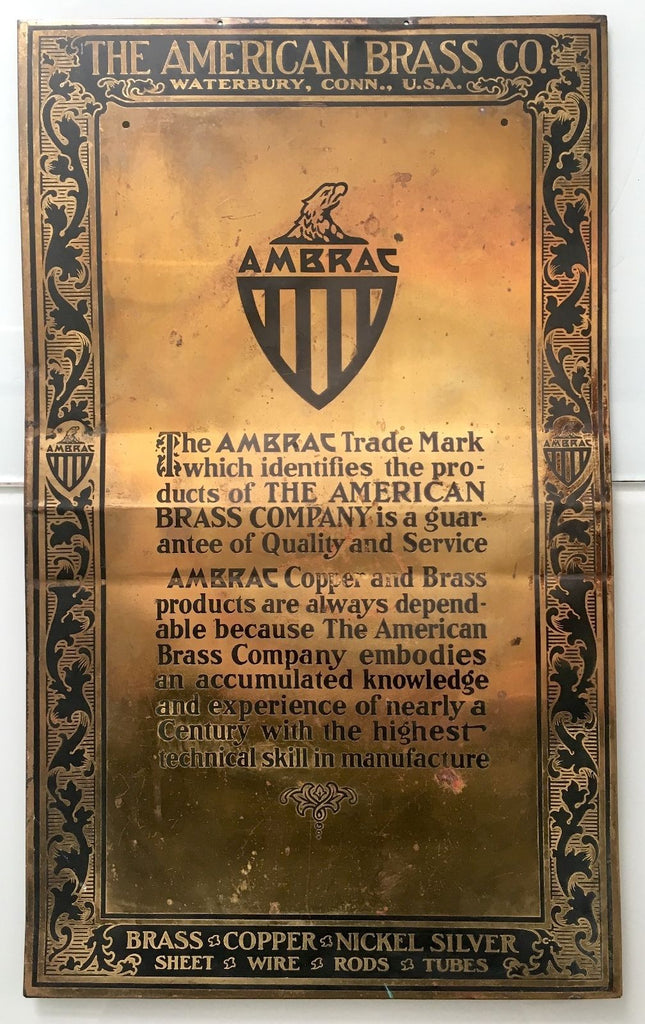 THE AMERICAN BRASS CO.
WATERBURY, CONN., U.S.A.
AMBRAC
The AMBRAC Trade Mark
which identifies the pro-
ducts of THE AMERICAN
BRASS COMPANY is a guar-
antee of Quality and Service
AMBRAC Copper and Brass
products are always depend-
able because The American
Brass Company embodies
an accumulated knowledge
and experience of nearly a
Century with the highest
technical skill in manufacture
AMBRAC
AMBRAC
BRASS COPPER NICKEL SILVER
SHEET WIRE RODS TUBES